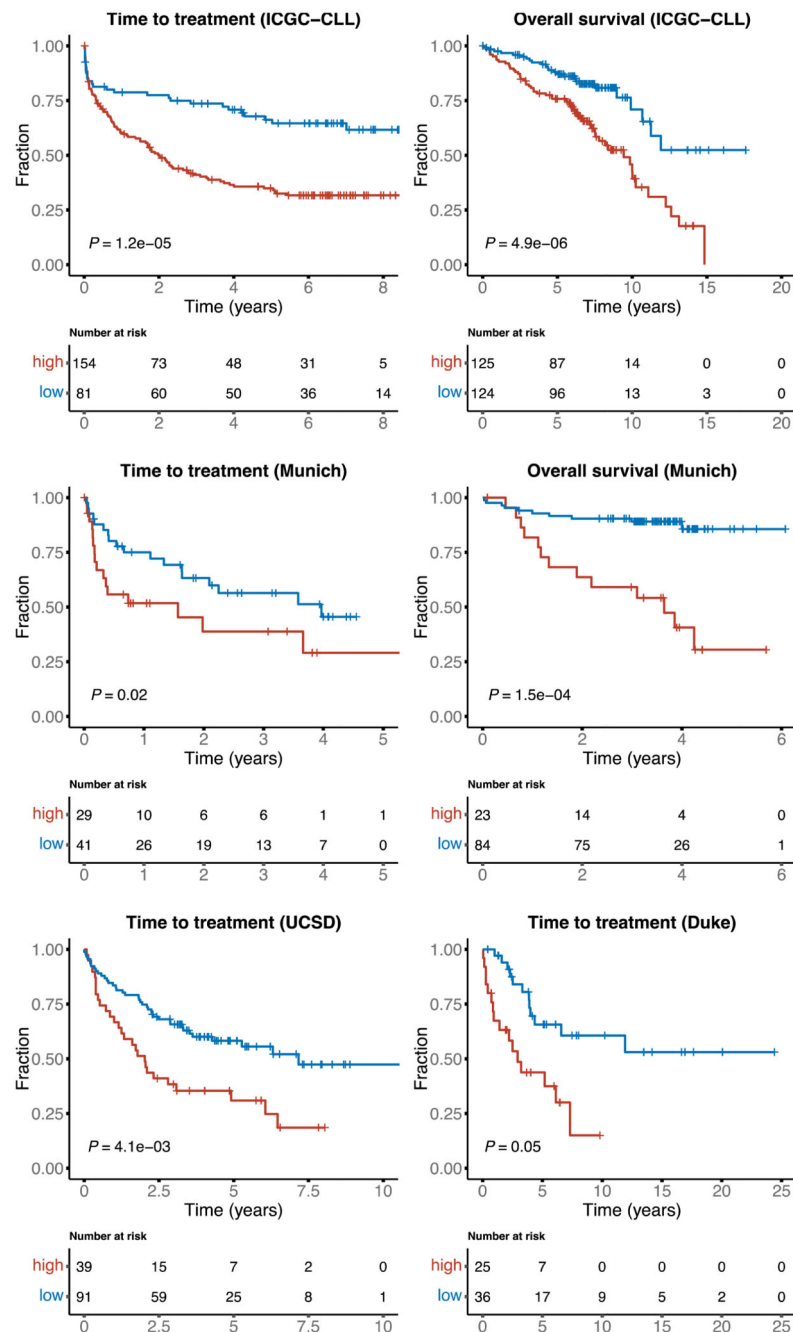 Time to treatment (ICGC−CLL)
1.00
0.75
0.50
0.25
0.00
Fraction
P = 1.2e−05
0 2 4 6 8
Time (years)
Number at risk
high 154 73 48 31 5
low 81 60 50 36 14
0 2 4 6 8
Overall survival (ICGC−CLL)
1.00
0.75
0.50
0.25
0.00
Fraction
P = 4.9e−06
0 5 10 15 20
Time (years)
Number at risk
high 125 87 14 0 0
low 124 96 13 3 0
0 5 10 15 20
Time to treatment (Munich)
1.00
0.75
0.50
0.25
0.00
Fraction
P = 0.02
0 1 2 3 4 5
Time (years)
Number at risk
high 29 10 6 6 1 1
low 41 26 19 13 7 0
0 1 2 3 4 5
Overall survival (Munich)
1.00
0.75
0.50
0.25
0.00
Fraction
P = 1.5e−04
0 2 4 6
Time (years)
Number at risk
high 23 14 4 0
low 84 75 26 1
0 2 4 6
Time to treatment (UCSD)
1.00
0.75
0.50
0.25
0.00
Fraction
P = 4.1e−03
0 2.5 5 7.5 10
Time (years)
Number at risk
high 39 15 7 2 0
low 91 59 25 8 1
0 2.5 5 7.5 10
Time to treatment (Duke)
1.00
0.75
0.50
0.25
0.00
Fraction
P = 0.05
0 5 10 15 20 25
Time (years)
Number at risk
high 25 7 0 0 0 0
low 36 17 9 5 2 0
0 5 10 15 20 25